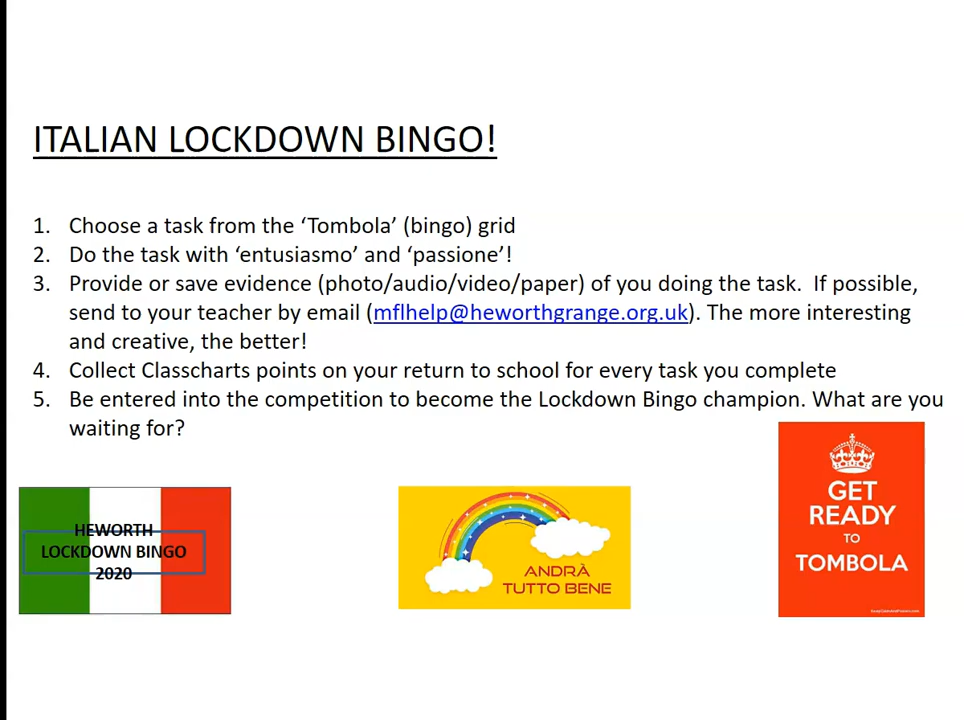 ITALIAN LOCKDOWN BINGO!
1. Choose a task from the ‘Tombola’ (bingo) grid
2. Do the task with ‘entusiasmo’ and ‘passione’!
3. Provide or save evidence (photo/audio/video/paper) of you doing the task. If possible,
send to your teacher by email (mflhelp@heworthgrange.org.uk). The more interesting
and creative, the better!
4. Collect Classcharts points on your return to school for every task you complete
5. Be entered into the competition to become the Lockdown Bingo champion. What are you
waiting for?
HEWORTH
LOCKDOWN BINGO
2020
ANDRÀ
TUTTO BENE
GET
READY
TO
TOMBOLA